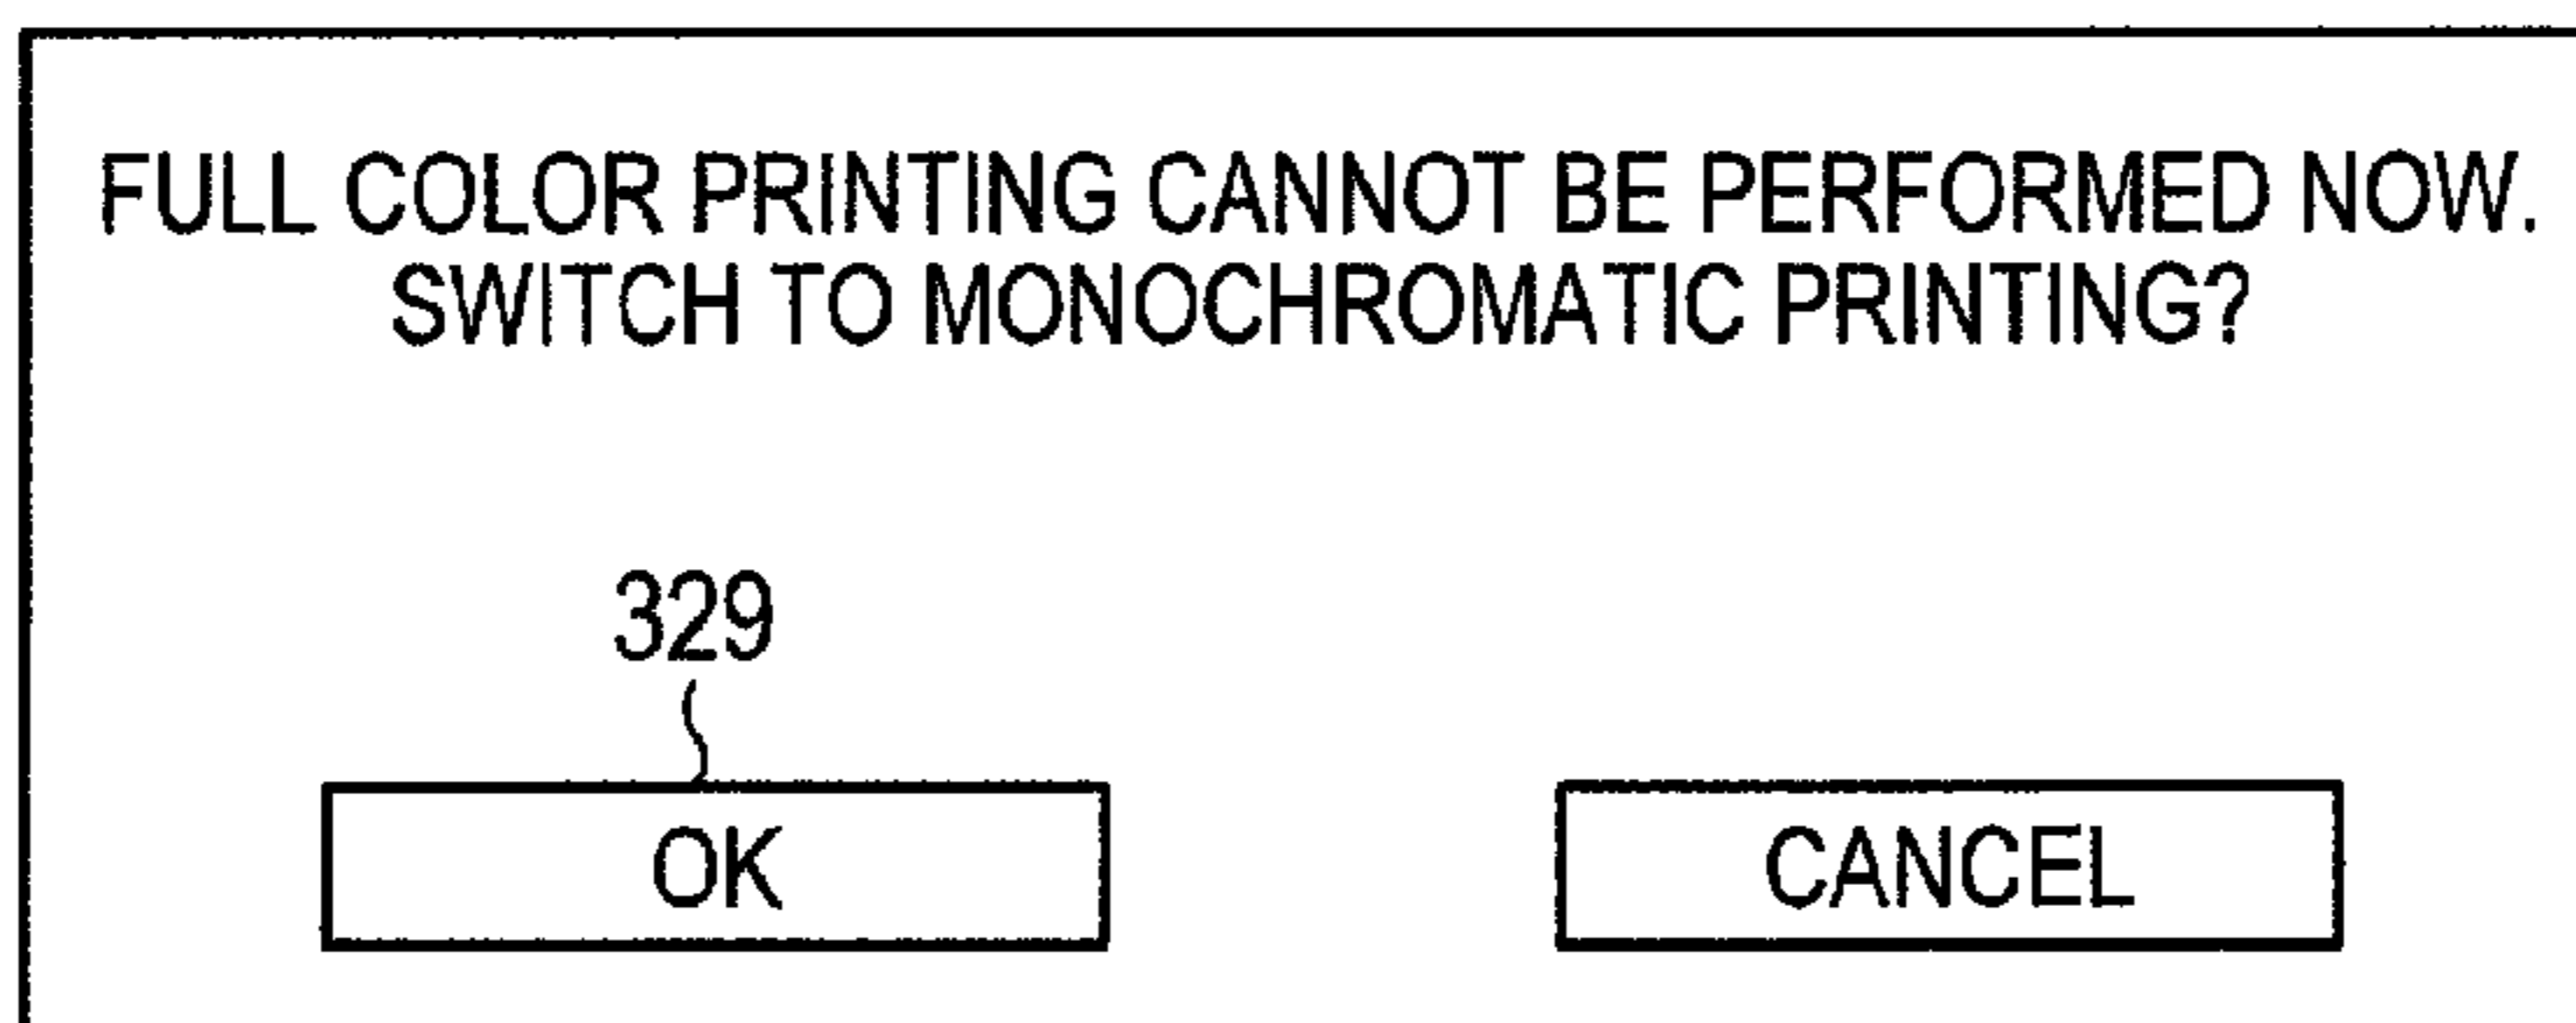 FULL COLOR PRINTING CANNOT BE PERFORMED NOW.
SWITCH TO MONOCHROMATIC PRINTING?
329
OK
CANCEL